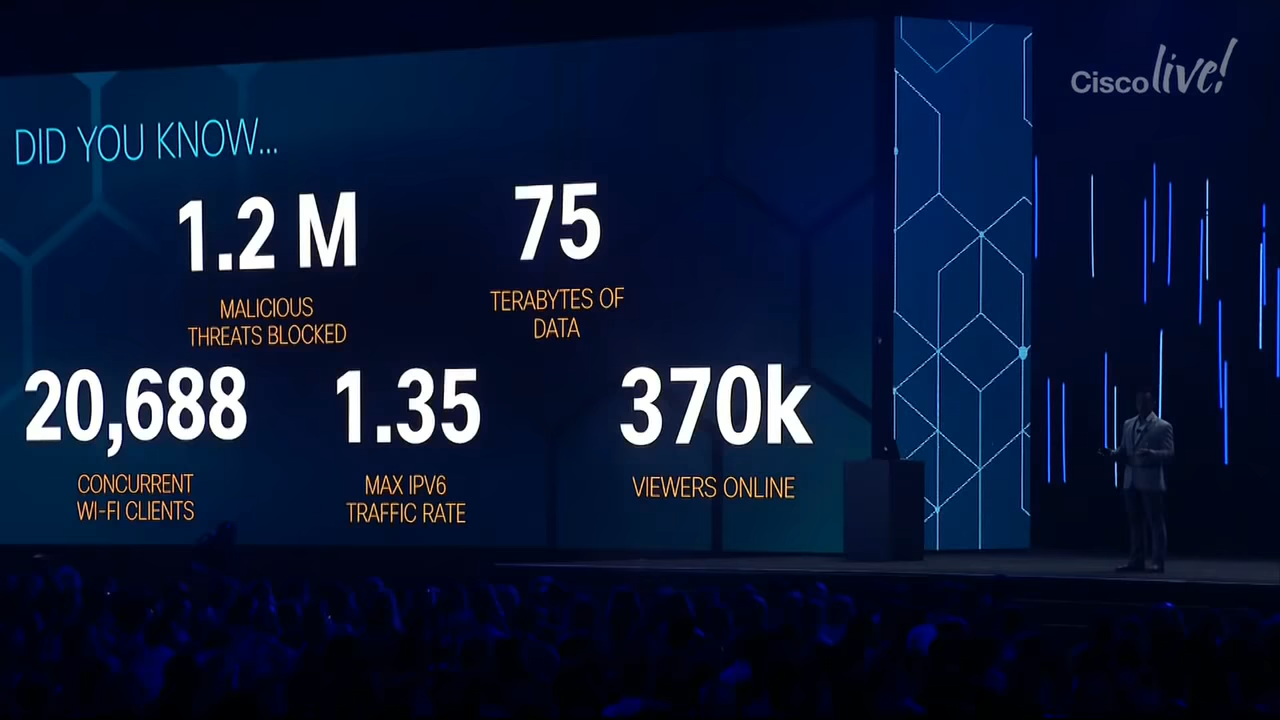 Cisco live!
DID YOU KNOW...
1.2 M
MALICIOUS
THREATS BLOCKED
75
TERABYTES OF
DATA
20,688
CONCURRENT
WI-FI CLIENTS
1.35
MAX IPV6
TRAFFIC RATE
370k
VIEWERS ONLINE